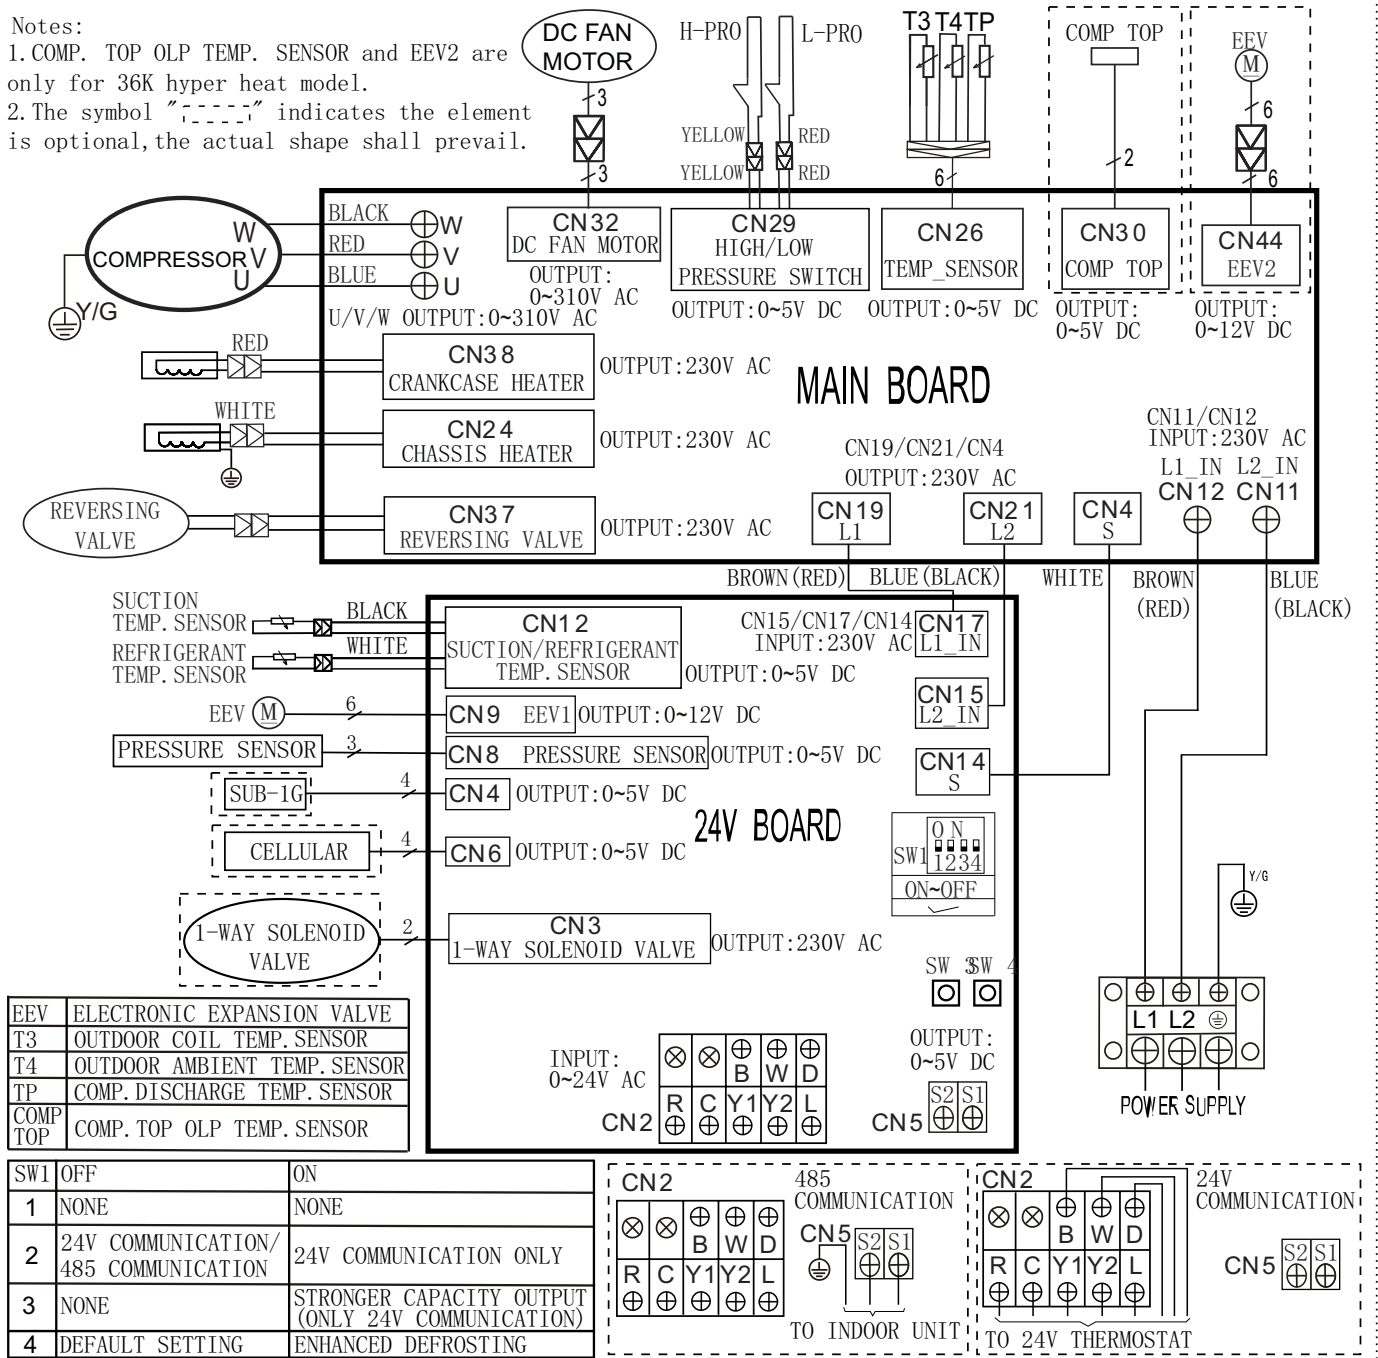 Notes:
1.COMP. TOP OLP TEMP. SENSOR and EEV2 are
only for 36K hyper heat model.
2.The symbol "[-----]" indicates the element
is optional,the actual shape shall prevail.
DC FAN
MOTOR
3
3
H-PRO
L-PRO
YELLOW
RED
YELLOW
RED
T3 T4 TP
6
COMP TOP
2
EEV
M
6
6
COMPRESSOR
W
V
U
Y/G
BLACK
RED
BLUE
W
V
U
U/V/W OUTPUT:0~310V AC
CN32
DC FAN MOTOR
OUTPUT:
0~310V AC
CN29
HIGH/LOW
PRESSURE SWITCH
OUTPUT:0~5V DC
CN26
TEMP_SENSOR
OUTPUT:0~5V DC
CN30
COMP TOP
OUTPUT:
0~5V DC
CN44
EEV2
OUTPUT:
0~12V DC
RED
CN38
CRANKCASE HEATER
OUTPUT:230V AC
MAIN BOARD
WHITE
CN24
CHASSIS HEATER
OUTPUT:230V AC
REVERSING
VALVE
CN37
REVERSING VALVE
OUTPUT:230V AC
CN19/CN21/CN4
OUTPUT:230V AC
CN19
L1
CN21
L2
CN4
S
CN11/CN12
INPUT:230V AC
L1_IN L2_IN
CN12 CN11
BROWN(RED)
BLUE(BLACK)
WHITE
BROWN
(RED)
BLUE
(BLACK)
SUCTION
TEMP.SENSOR
BLACK
REFRIGERANT
TEMP.SENSOR
WHITE
CN12
SUCTION/REFRIGERANT
TEMP.SENSOR
OUTPUT:0~5V DC
CN15/CN17/CN14
INPUT:230V AC
CN17
L1_IN
CN15
L2_IN
CN14
S
EEV M
6
CN9 EEV1 OUTPUT:0~12V DC
PRESSURE SENSOR
3
CN8 PRESSURE SENSOR OUTPUT:0~5V DC
SUB-1G
4
CN4 OUTPUT:0~5V DC
CELLULAR
4
CN6 OUTPUT:0~5V DC
24V BOARD
SW1
ON
1234
ON~OFF
1-WAY SOLENOID
VALVE
2
CN3
1-WAY SOLENOID VALVE
OUTPUT:230V AC
SW 3 SW 4
OUTPUT:
0~5V DC
S2 S1
CN5
INPUT:
0~24V AC
B W D
R C Y1 Y2 L
CN2
Y/G
L1 L2
POWER SUPPLY
EEV ELECTRONIC EXPANSION VALVE
T3 OUTDOOR COIL TEMP.SENSOR
T4 OUTDOOR AMBIENT TEMP.SENSOR
TP COMP.DISCHARGE TEMP.SENSOR
COMP
TOP COMP.TOP OLP TEMP.SENSOR
SW1 OFF ON
1 NONE NONE
2 24V COMMUNICATION/
485 COMMUNICATION 24V COMMUNICATION ONLY
3 NONE STRONGER CAPACITY OUTPUT
(ONLY 24V COMMUNICATION)
4 DEFAULT SETTING ENHANCED DEFROSTING
CN2
B W D
R C Y1 Y2 L
485
COMMUNICATION
CN5
S2 S1
TO INDOOR UNIT
CN2
B W D
R C Y1 Y2 L
TO 24V THERMOSTAT
24V
COMMUNICATION
CN5
S2 S1